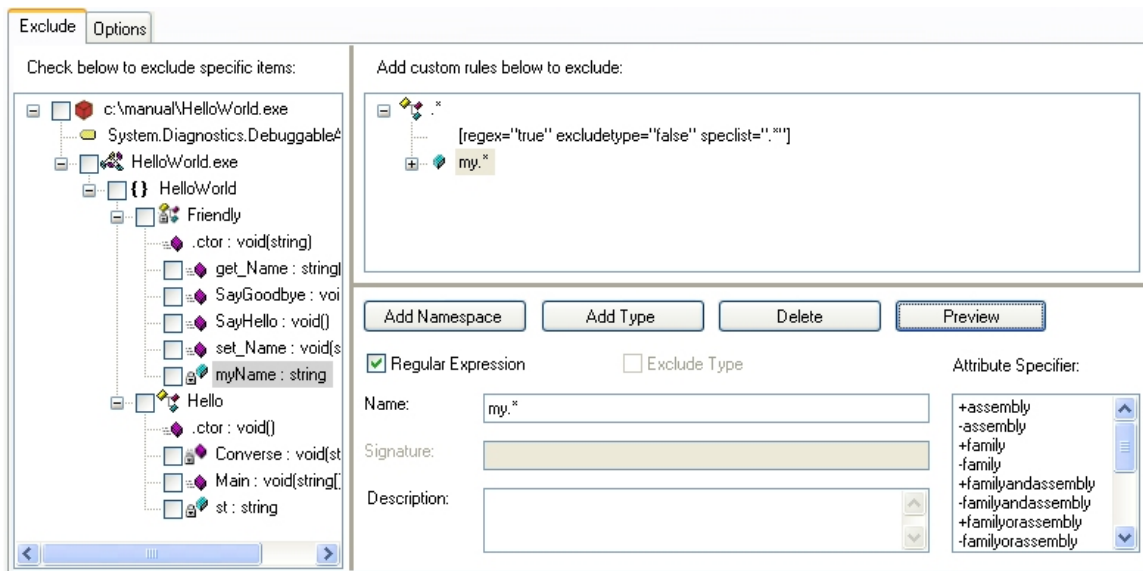 Exclude
Options
Check below to exclude specific items:
c:\manual\HelloWorld.exe
System.Diagnostics.DebuggableA
HelloWorld.exe
{} HelloWorld
Friendly
.ctor : void(string)
get_Name : string(
SayGoodbye : voi
SayHello : void()
set_Name : void(s
myName : string
Hello
.ctor : void()
Converse : void(st
Main : void(string[]
st : string
Add custom rules below to exclude:
.*
[regex="true" excludetype="false" speclist=".*"]
my.*
Add Namespace
Add Type
Delete
Preview
Regular Expression
Exclude Type
Attribute Specifier:
Name:
my.*
Signature:
Description:
+assembly
-assembly
+family
-family
+familyandassembly
-familyandassembly
+familyorassembly
-familyorassembly